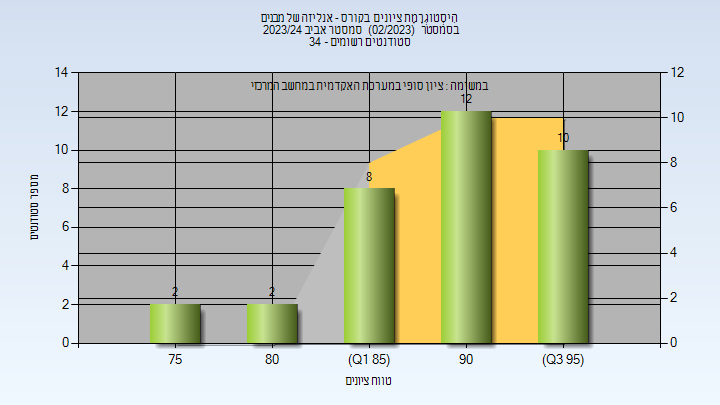 היסטוגרמת ציונים בקורס - אנליזה של מבנים
בסמסטר (02/2023) סמסטר אביב 2023/24
סטודנטים רשומים - 34
במשימה : ציון סופי במערכת האקדמית במחשב המרכזי
מספר סטודנטים
14
12
10
8
6
4
2
0
12
10
8
6
4
2
0
2
2
8
12
10
75
80
(Q1 85)
90
(Q3 95)
טווח ציונים